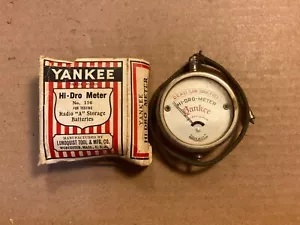 YANKEE
Hi-Dro Meter
No. 116
FOR TESTING
Radio "A" Storage
Batteries
MANUFACTURED BY
LUNDQUIST TOOL & MFG. CO.
WORCESTER, MASS., U.S.A.
YANKEE
HI-DRO METER
HI-DRO-METER
Yankee